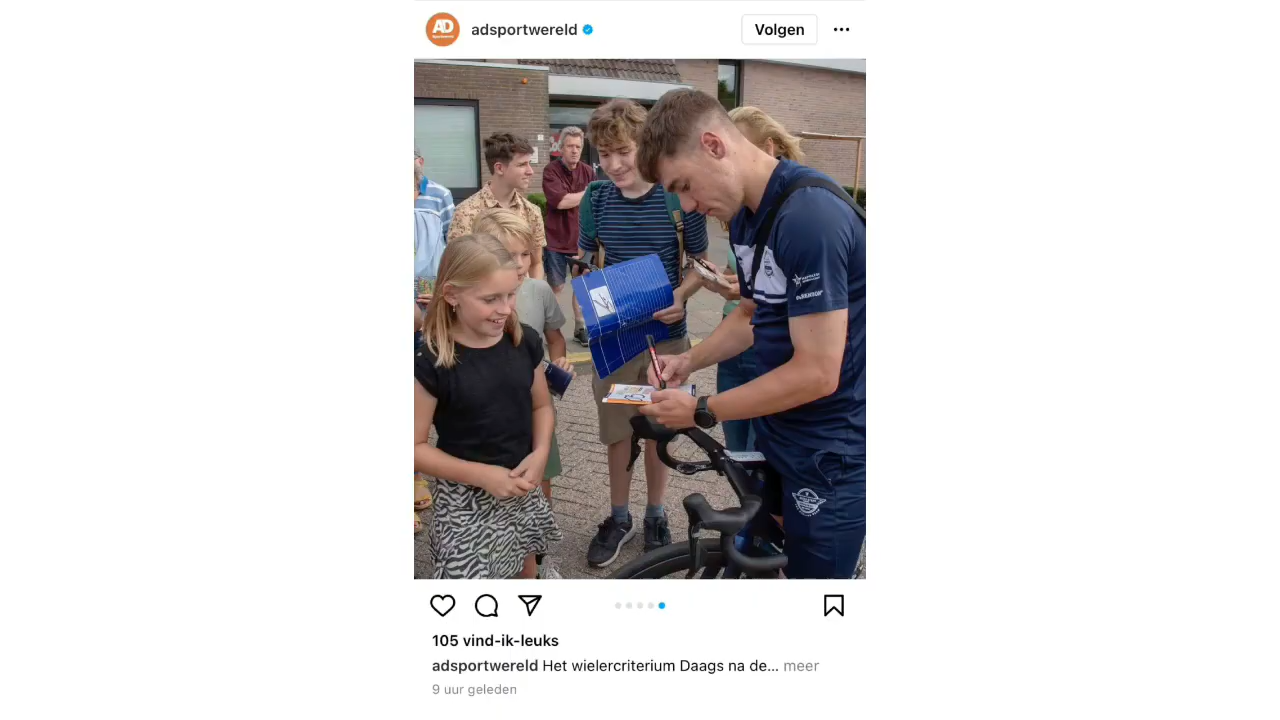 AD
adsportwereld
Volgen
105 vind-ik-leuks
adsportwereld Het wielercriterium Daags na de... meer
9 uur geleden